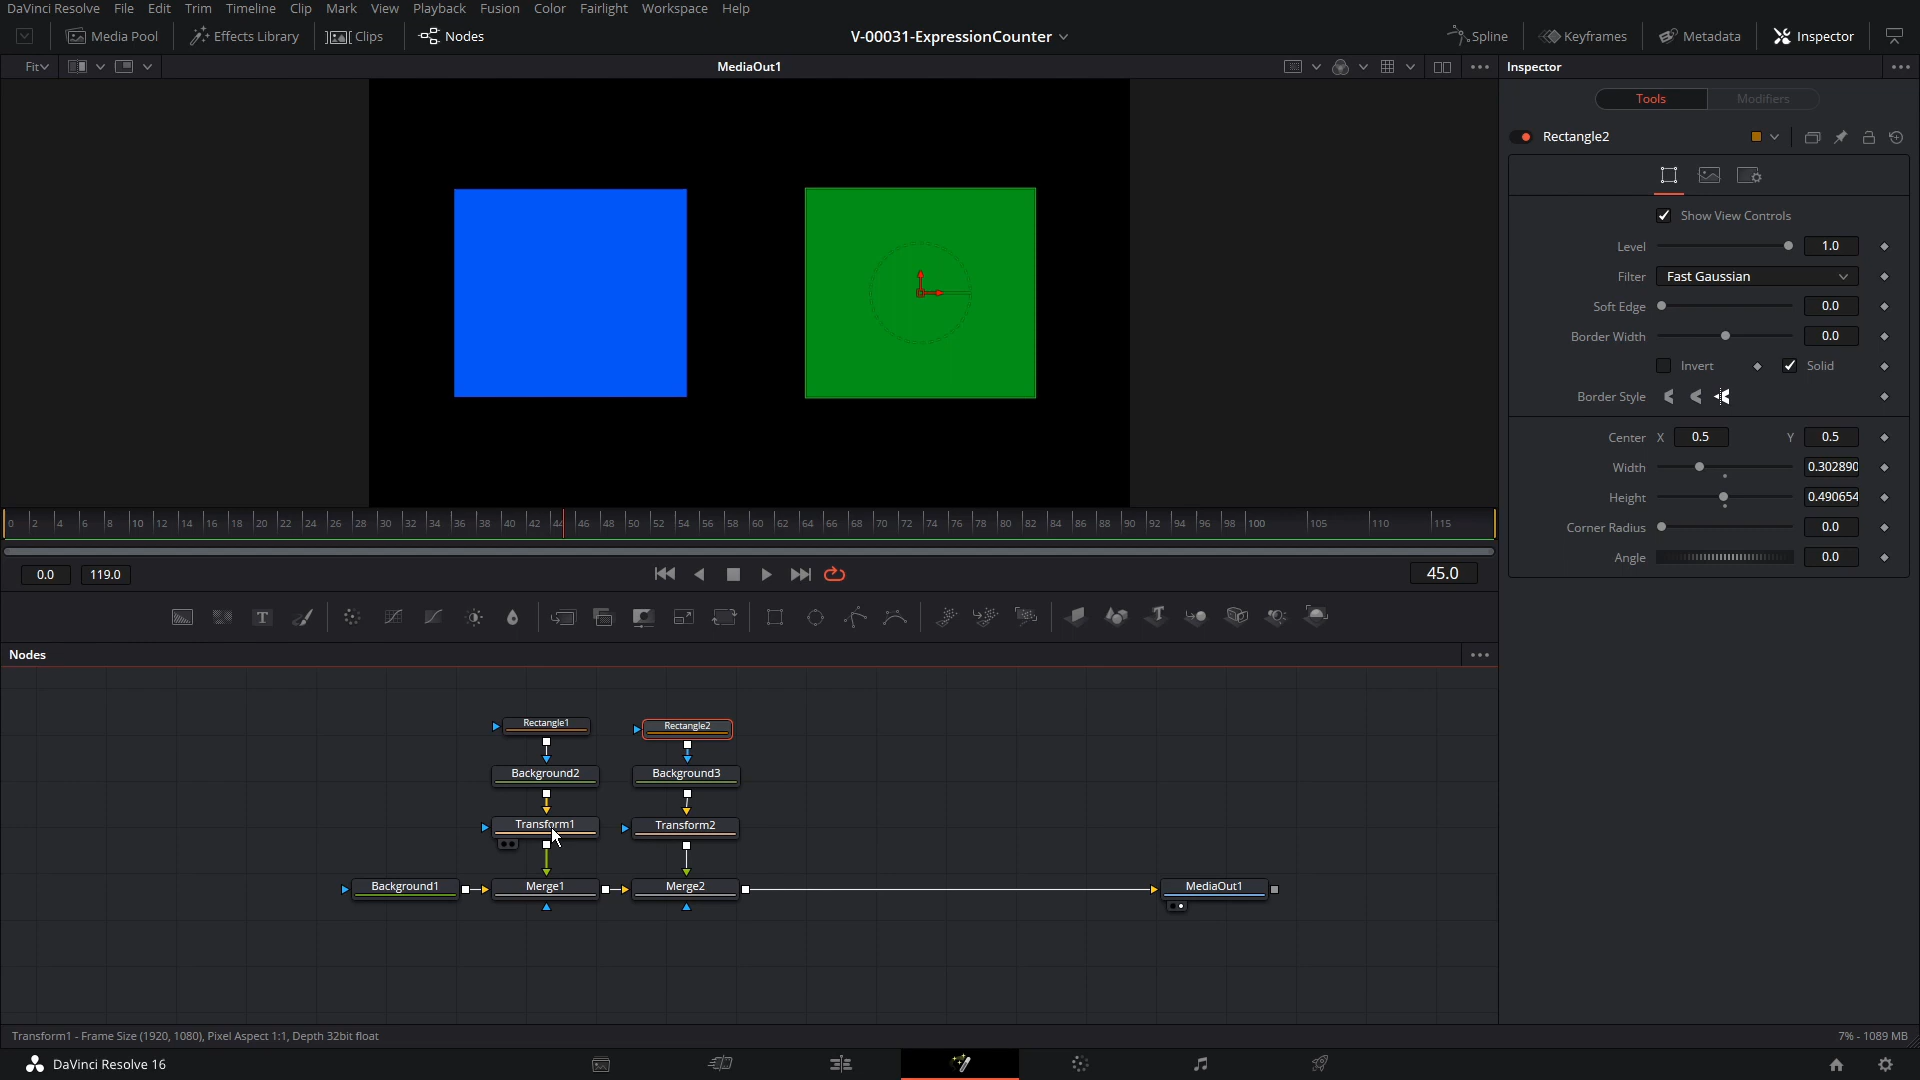 DaVinci Resolve File Edit Trim Timeline Clip Mark View Playback Fusion Color Fairlight Workspace Help
Media Pool Effects Library Clips Nodes V-00031-ExpressionCounter Spline Keyframes Metadata Inspector
Fit MediaOut1 Inspector
Tools Modifiers
Rectangle2
Show View Controls
Level 1.0
Filter Fast Gaussian
Soft Edge 0.0
Border Width 0.0
Invert Solid
Border Style
Center X 0.5 Y 0.5
Width 0.302890
Height 0.490654
Corner Radius 0.0
Angle 0.0
0 2 4 6 8 10 12 14 16 18 20 22 24 26 28 30 32 34 36 38 40 42 44 46 48 50 52 54 56 58 60 62 64 66 68 70 72 74 76 78 80 82 84 86 88 90 92 94 96 98 100 105 110 115
0.0 119.0 45.0
Nodes
Rectangle1 Rectangle2
Background2 Background3
Transform1 Transform2
Background1 Merge1 Merge2 MediaOut1
Transform1 - Frame Size (1920, 1080), Pixel Aspect 1:1, Depth 32bit float 7% - 1089 MB
DaVinci Resolve 16